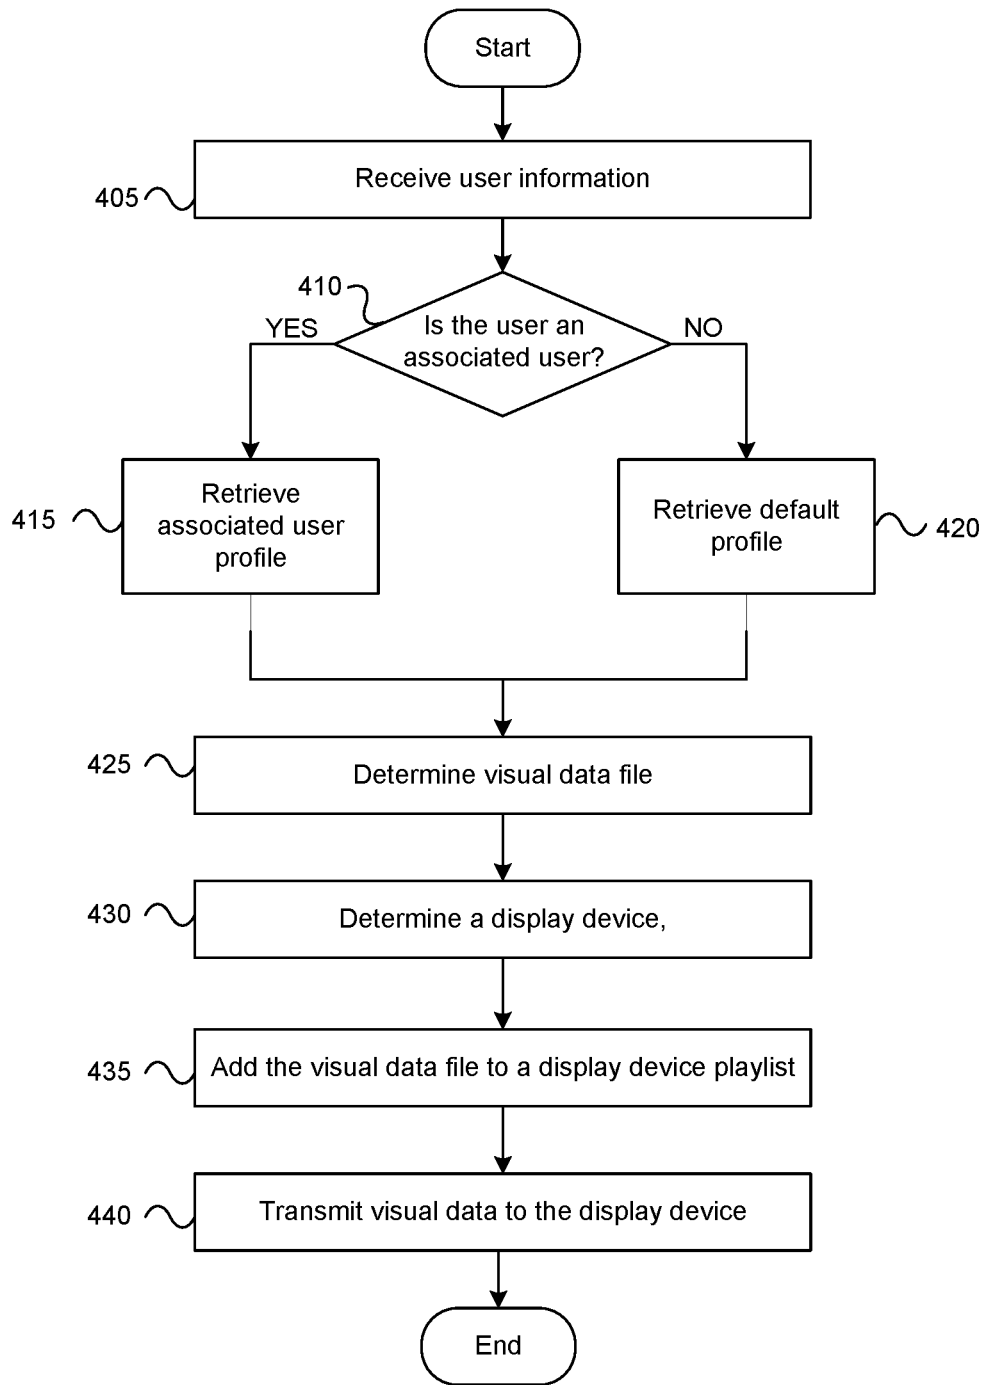 Start
Receive user information
405
410
YES
Is the user an
associated user?
NO
Retrieve
associated user
profile
415
Retrieve default
profile
420
425
Determine visual data file
430
Determine a display device,
435
Add the visual data file to a display device playlist
440
Transmit visual data to the display device
End